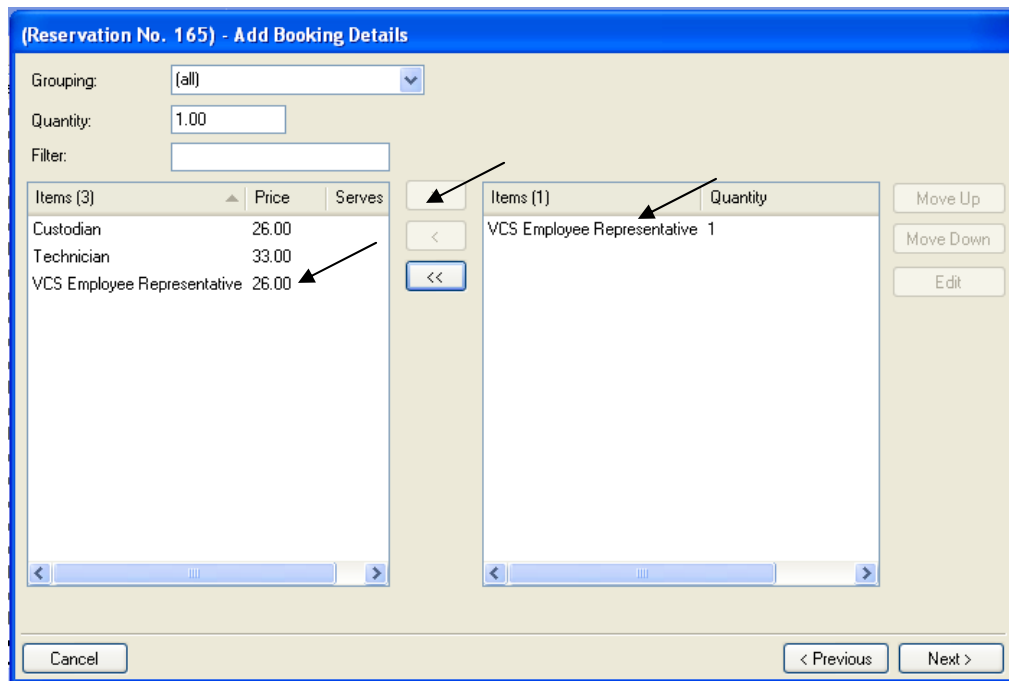 (Reservation No. 165) - Add Booking Details
Grouping: (all)
Quantity: 1.00
Filter:
Items (3) Price Serves
Custodian 26.00
Technician 33.00
VCS Employee Representative 26.00
<
<<
Items (1) Quantity
VCS Employee Representative 1
Move Up
Move Down
Edit
Cancel
< Previous
Next >